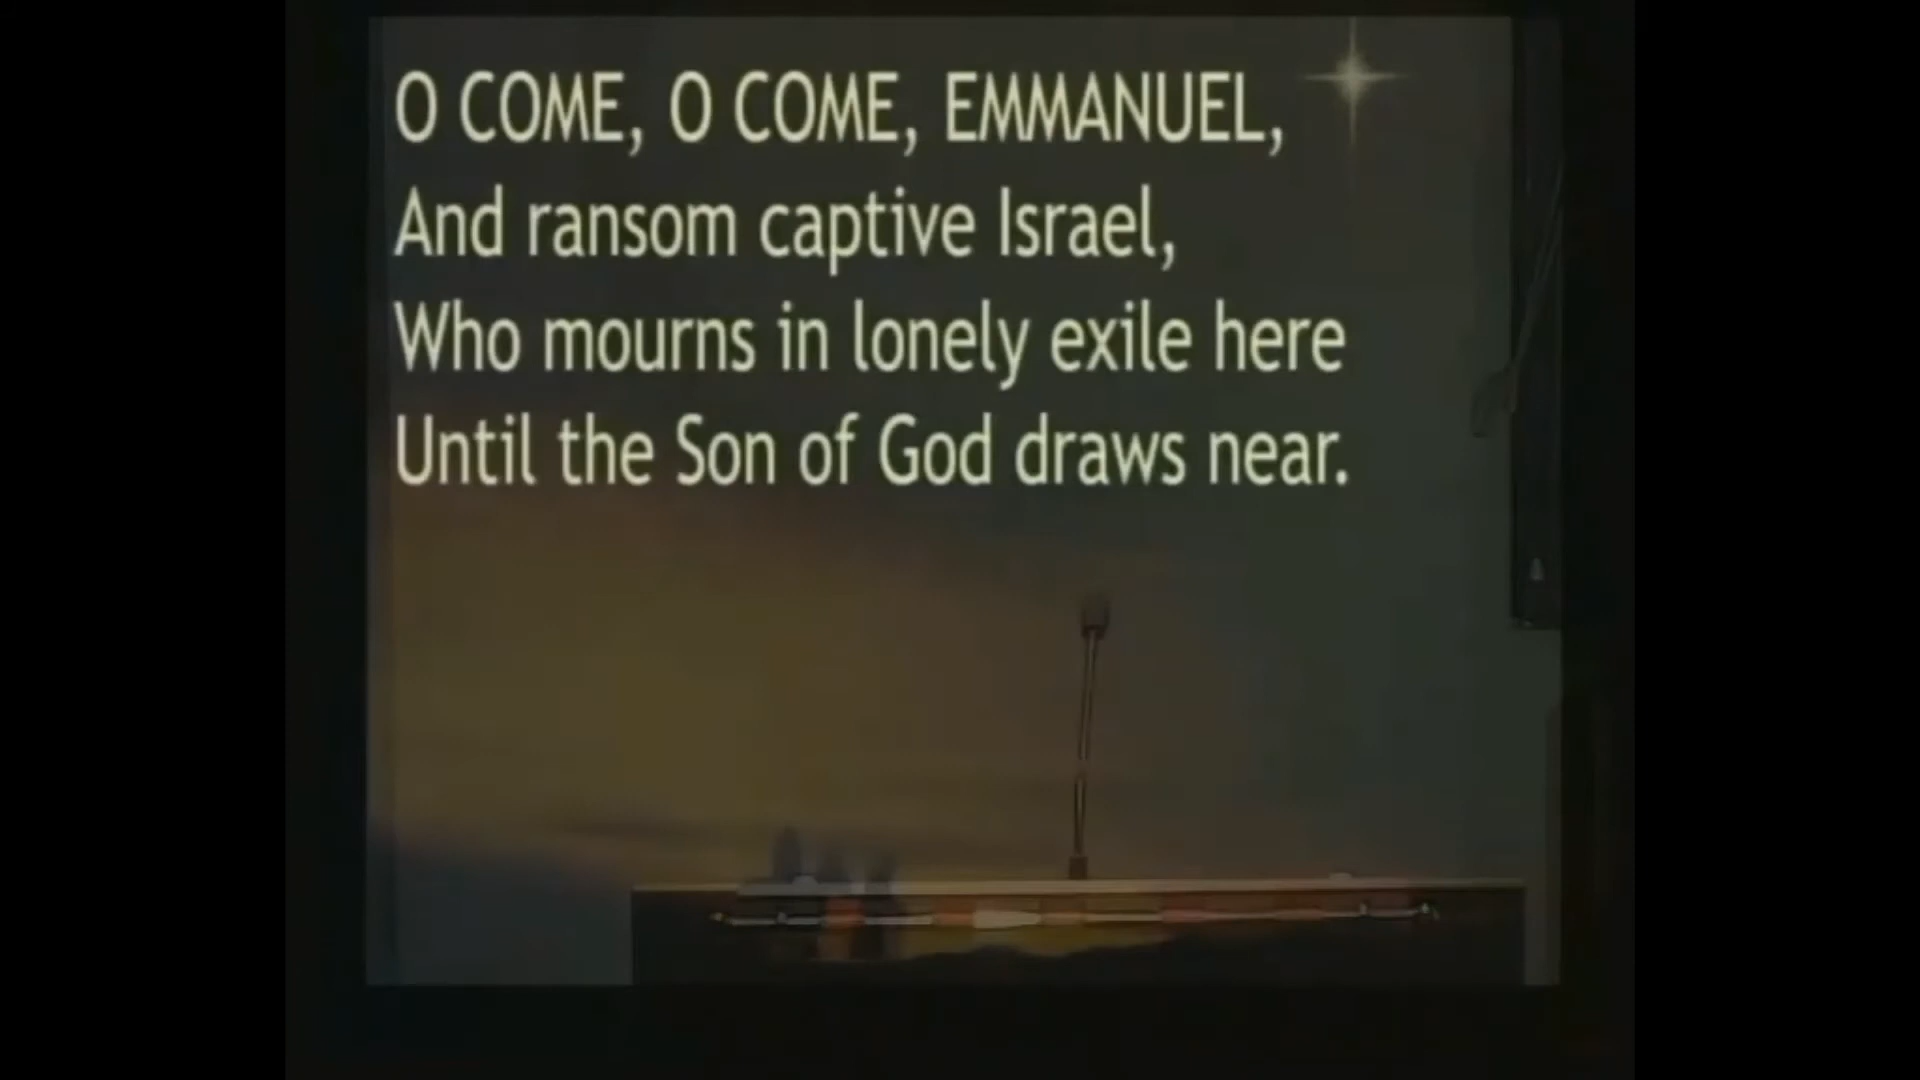 O COME, O COME, EMMANUEL,
And ransom captive Israel,
Who mourns in lonely exile here
Until the Son of God draws near.